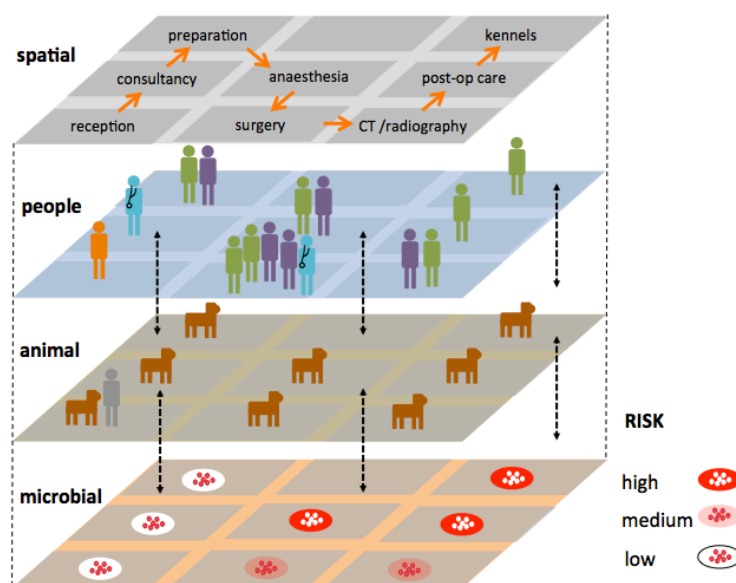 preparation
kennels
spatial
consultancy
anaesthesia
post-op care
reception
surgery
CT /radiography
people
animal
RISK
microbial
high
medium
low